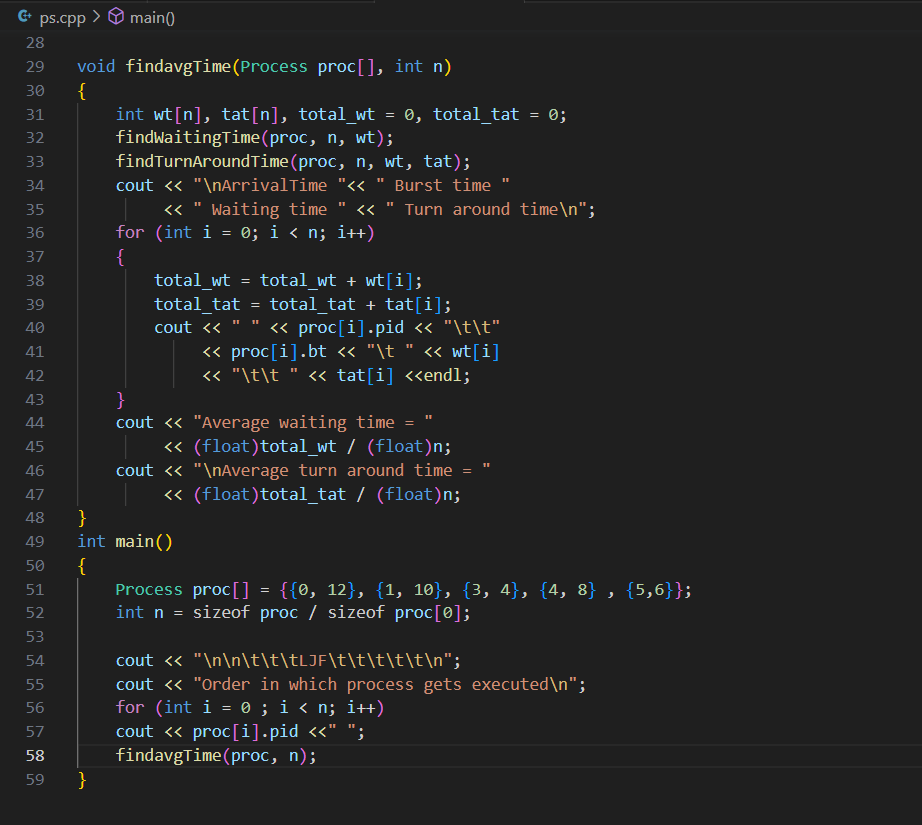 ps.cpp > main()
28
29 void findavgTime(Process proc[], int n)
30 {
31     int wt[n], tat[n], total_wt = 0, total_tat = 0;
32     findWaitingTime(proc, n, wt);
33     findTurnAroundTime(proc, n, wt, tat);
34     cout << "\nArrivalTime "<< " Burst time "
35          << " Waiting time " << " Turn around time\n";
36     for (int i = 0; i < n; i++)
37     {
38         total_wt = total_wt + wt[i];
39         total_tat = total_tat + tat[i];
40         cout << " " << proc[i].pid << "\t\t"
41              << proc[i].bt << "\t " << wt[i]
42              << "\t\t " << tat[i] <<endl;
43     }
44     cout << "Average waiting time = "
45          << (float)total_wt / (float)n;
46     cout << "\nAverage turn around time = "
47          << (float)total_tat / (float)n;
48 }
49 int main()
50 {
51     Process proc[] = {{0, 12}, {1, 10}, {3, 4}, {4, 8} , {5,6}};
52     int n = sizeof proc / sizeof proc[0];
53
54     cout << "\n\n\t\t\tLJF\t\t\t\t\t\n";
55     cout << "Order in which process gets executed\n";
56     for (int i = 0 ; i < n; i++)
57     cout << proc[i].pid <<" ";
58     findavgTime(proc, n);
59 }